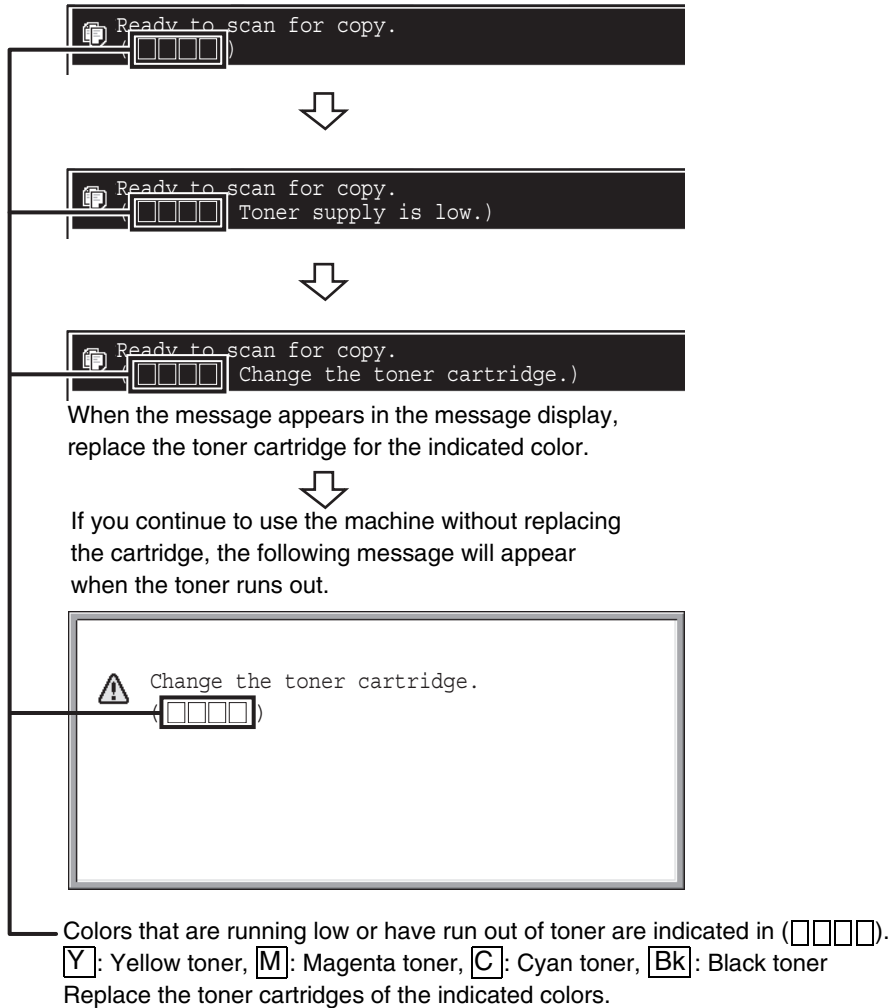 Ready to scan for copy.
(□□□□)
Ready to scan for copy.
(□□□□ Toner supply is low.)
Ready to scan for copy.
(□□□□ Change the toner cartridge.)
When the message appears in the message display,
replace the toner cartridge for the indicated color.
If you continue to use the machine without replacing
the cartridge, the following message will appear
when the toner runs out.
Change the toner cartridge.
(□□□□)
Colors that are running low or have run out of toner are indicated in (□□□□).
Y : Yellow toner, M : Magenta toner, C : Cyan toner, Bk : Black toner
Replace the toner cartridges of the indicated colors.